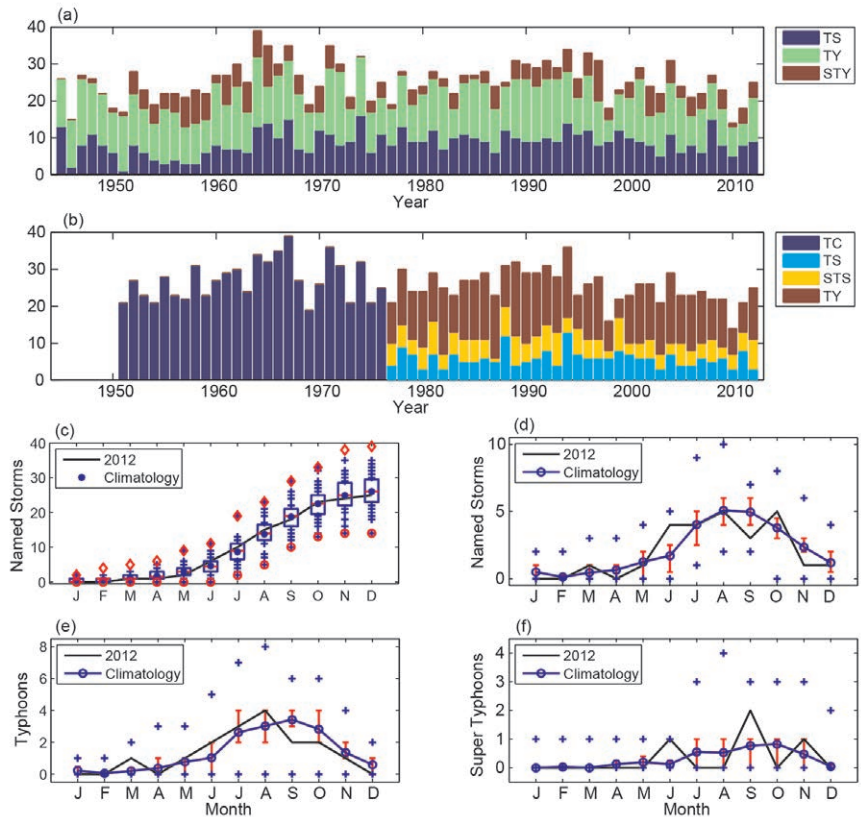 (a)
40
30
20
10
0
1950 1960 1970 1980 1990 2000 2010
Year
TS
TY
STY
(b)
40
30
20
10
0
1950 1960 1970 1980 1990 2000 2010
Year
TC
TS
STS
TY
(c)
Named Storms
40
30
20
10
0
2012
Climatology
J F M A M J J A S O N D
(d)
Named Storms
10
5
0
2012
Climatology
J F M A M J J A S O N D
(e)
Typhoons
8
6
4
2
0
2012
Climatology
J F M A M J J A S O N D
Month
(f)
Super Typhoons
4
3
2
1
0
2012
Climatology
J F M A M J J A S O N D
Month